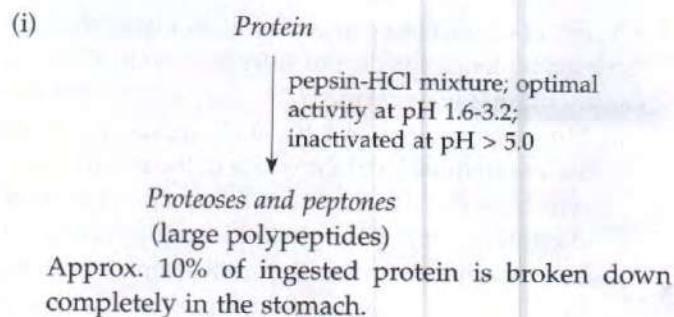 (i) Protein
pepsin-HCl mixture; optimal
activity at pH 1.6-3.2;
inactivated at pH > 5.0
Proteoses and peptones
(large polypeptides)
Approx. 10% of ingested protein is broken down
completely in the stomach.